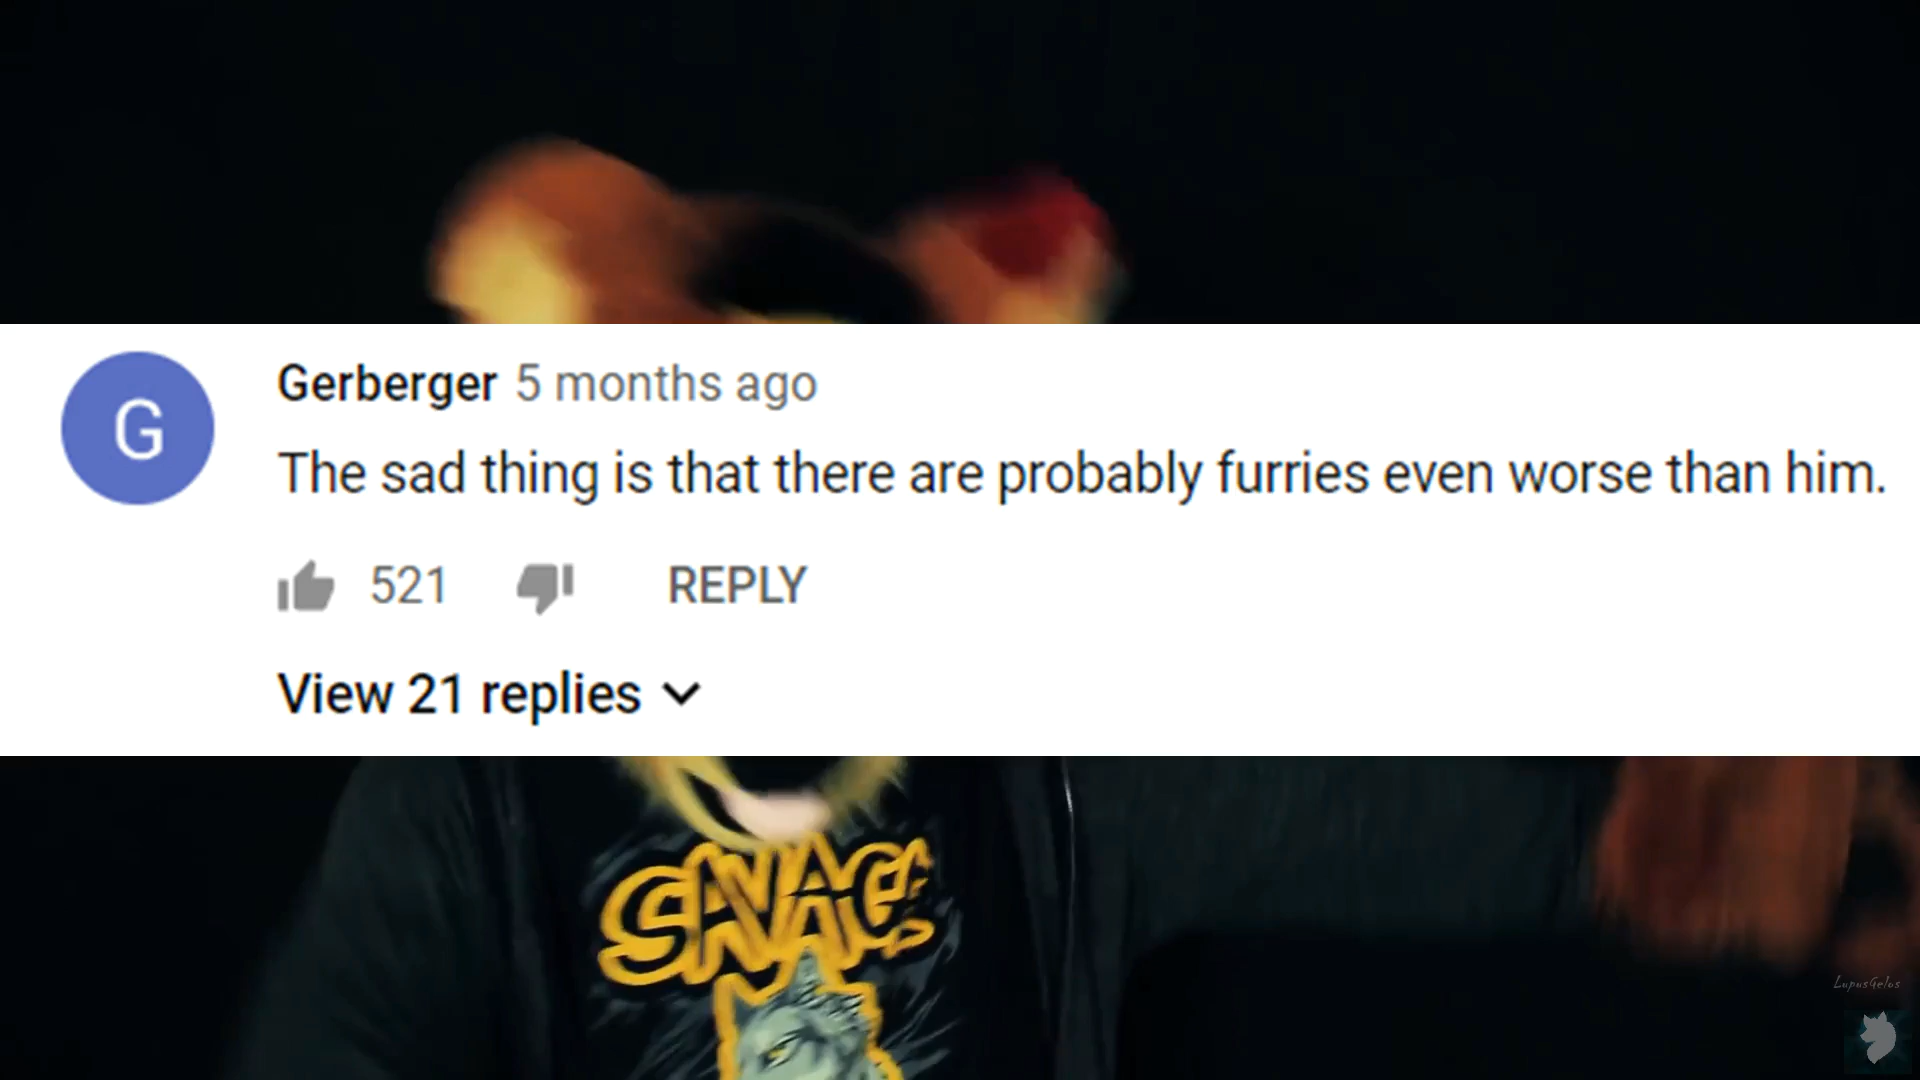 G
Gerberger 5 months ago
The sad thing is that there are probably furries even worse than him.
521
REPLY
View 21 replies
SAVAGE
LupusGelos